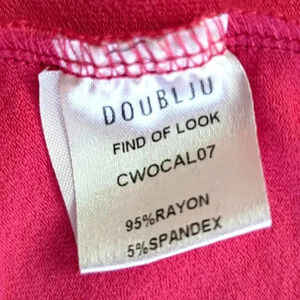 DOUBLJU
FIND OF LOOK
CWOCAL07
95%RAYON
5%SPANDEX